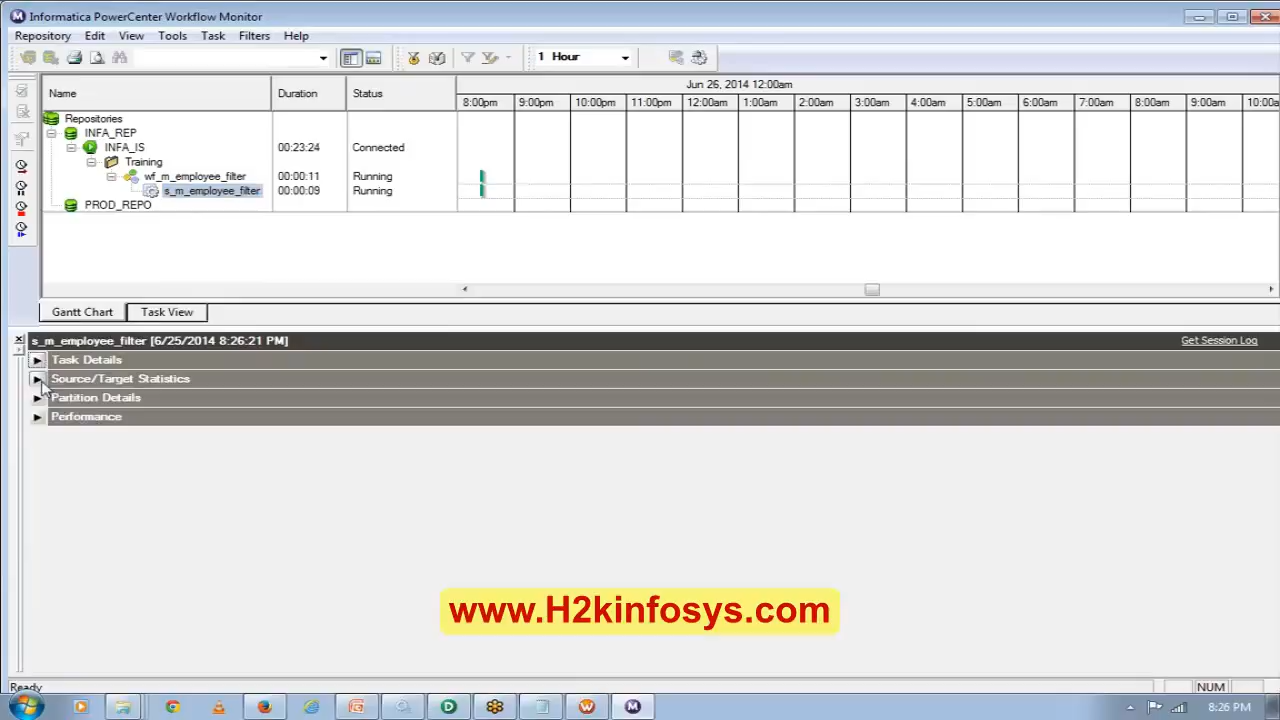 Informatica PowerCenter Workflow Monitor
Repository Edit View Tools Task Filters Help
1 Hour
Name Duration Status Jun 26, 2014 12:00am
8:00pm 9:00pm 10:00pm 11:00pm 12:00am 1:00am 2:00am 3:00am 4:00am 5:00am 6:00am 7:00am 8:00am 9:00am 10:00a
Repositories
INFA_REP
INFA_IS 00:23:24 Connected
Training
wf_m_employee_filter 00:00:11 Running
s_m_employee_filter 00:00:09 Running
PROD_REPO
Gantt Chart Task View
s_m_employee_filter [6/25/2014 8:26:21 PM] Get Session Log
Task Details
Source/Target Statistics
Partition Details
Performance
www.H2kinfosys.com
Ready NUM
8:26 PM